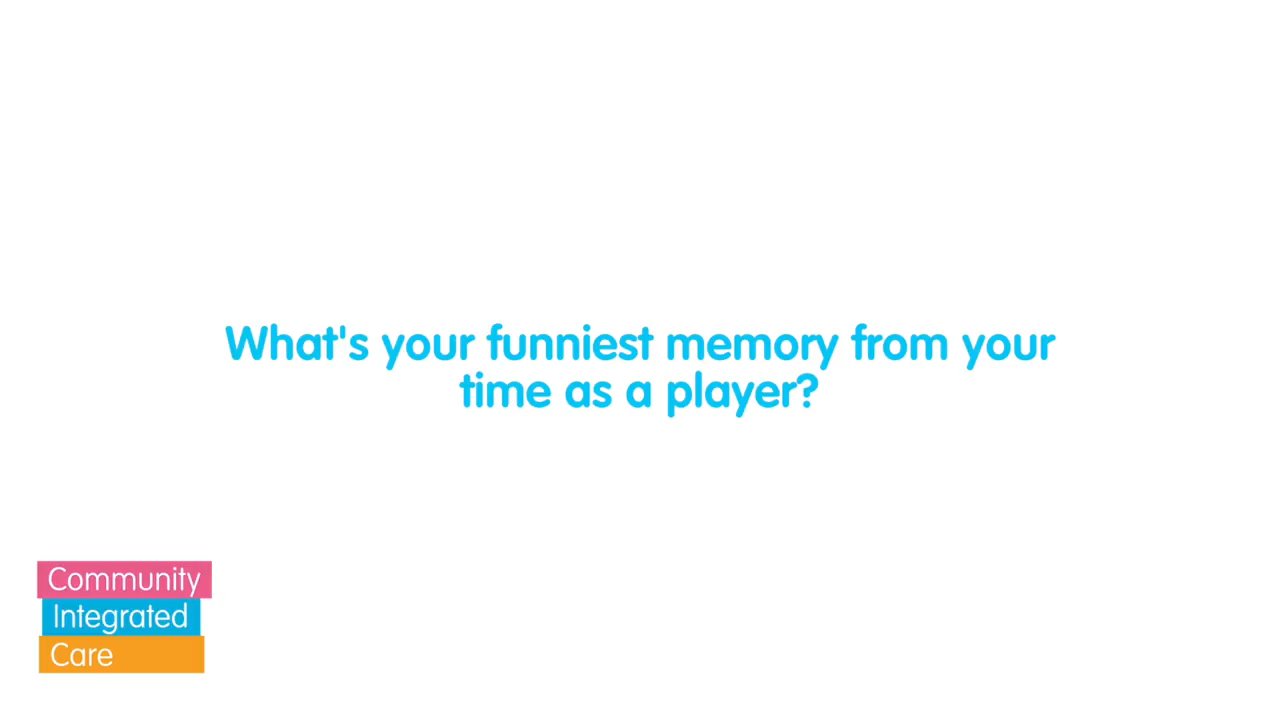 What's your funniest memory from your
time as a player?
Community
Integrated
Care